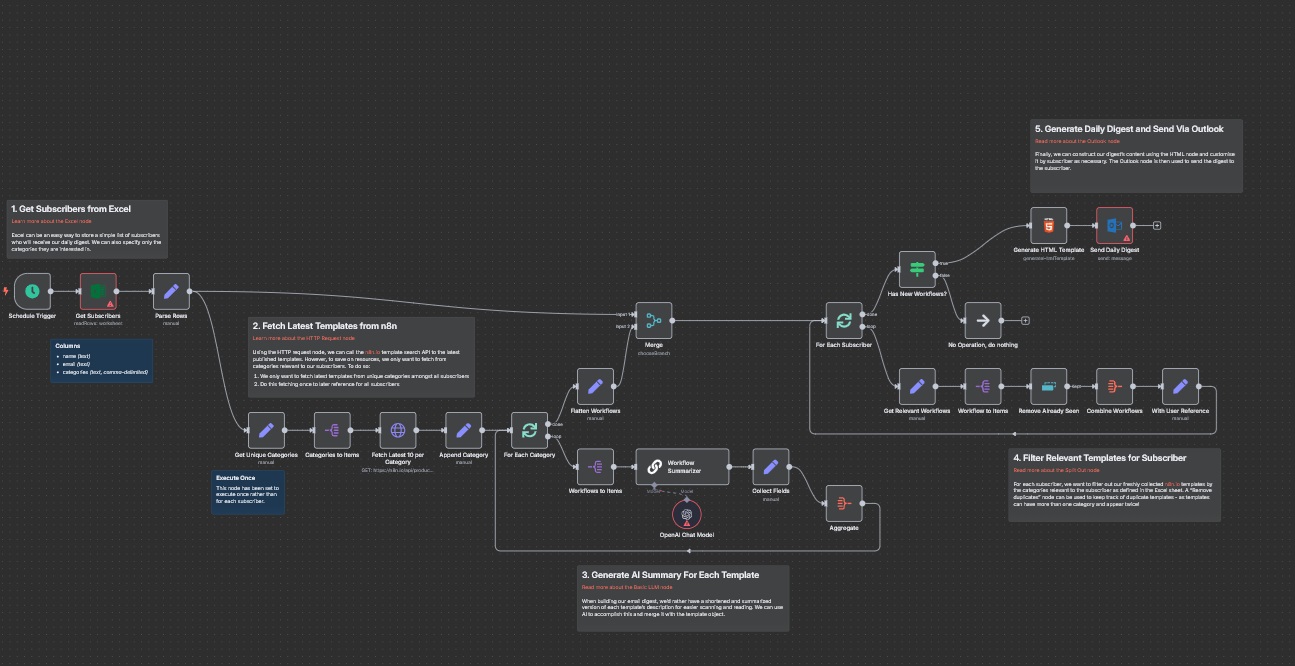 5. Generate Daily Digest and Send Via Outlook
Read more about the Outlook node
Finally, we can construct our digest's content using the HTML node and customise
it by subscriber as necessary. The Outlook node is then used to send the digest to
the subscriber.
1. Get Subscribers from Excel
Learn more about the Excel node
Excel can be an easy way to store a simple list of subscribers
who will receive our daily digest. We can also specify only the
categories they are interested in.
Generate HTML Template
generateHtmlTemplate
Send Daily Digest
send: message
true
false
Has New Workflows?
Schedule Trigger
Get Subscribers
readRows: worksheet
Parse Rows
manual
Input 1
Input 2
Merge
chooseBranch
done
loop
For Each Subscriber
No Operation, do nothing
2. Fetch Latest Templates from n8n
Learn more about the HTTP Request node
Using the HTTP request node, we can call the n8n.io template search API to the latest
published templates. However, to save on resources, we only want to fetch from
categories relevant to our subscribers. To do so:
1. We only want to fetch latest templates from unique categories amongst all subscribers
2. Do this fetching once to later reference for all subscribers
Columns
name (text)
email (text)
categories (text, comma-delimited)
Flatten Workflows
manual
Get Relevant Workflows
manual
Workflow to Items
Remove Already Seen
Kept
Combine Workflows
With User Reference
manual
Get Unique Categories
manual
Categories to Items
Fetch Latest 10 per
Category
GET: https://n8n.io/api/produc...
Append Category
manual
done
loop
For Each Category
Execute Once
This node has been set to
execute once rather than
for each subscriber.
Workflows to Items
Workflow
Summarizer
Model
Model
OpenAI Chat Model
Collect Fields
manual
Aggregate
4. Filter Relevant Templates for Subscriber
Read more about the Split Out node
For each subscriber, we want to filter out our freshly collected n8n.io templates by
the categories relevant to the subscriber as defined in the Excel sheet. A "Remove
duplicates" node can be used to keep track of duplicate templates - as templates
can have more than one category and appear twice!
3. Generate AI Summary For Each Template
Read more about the Basic LLM node
When building our email digest, we'd rather have a shortened and summarised
version of each template's description for easier scanning and reading. We can use
AI to accomplish this and merge it with the template object.